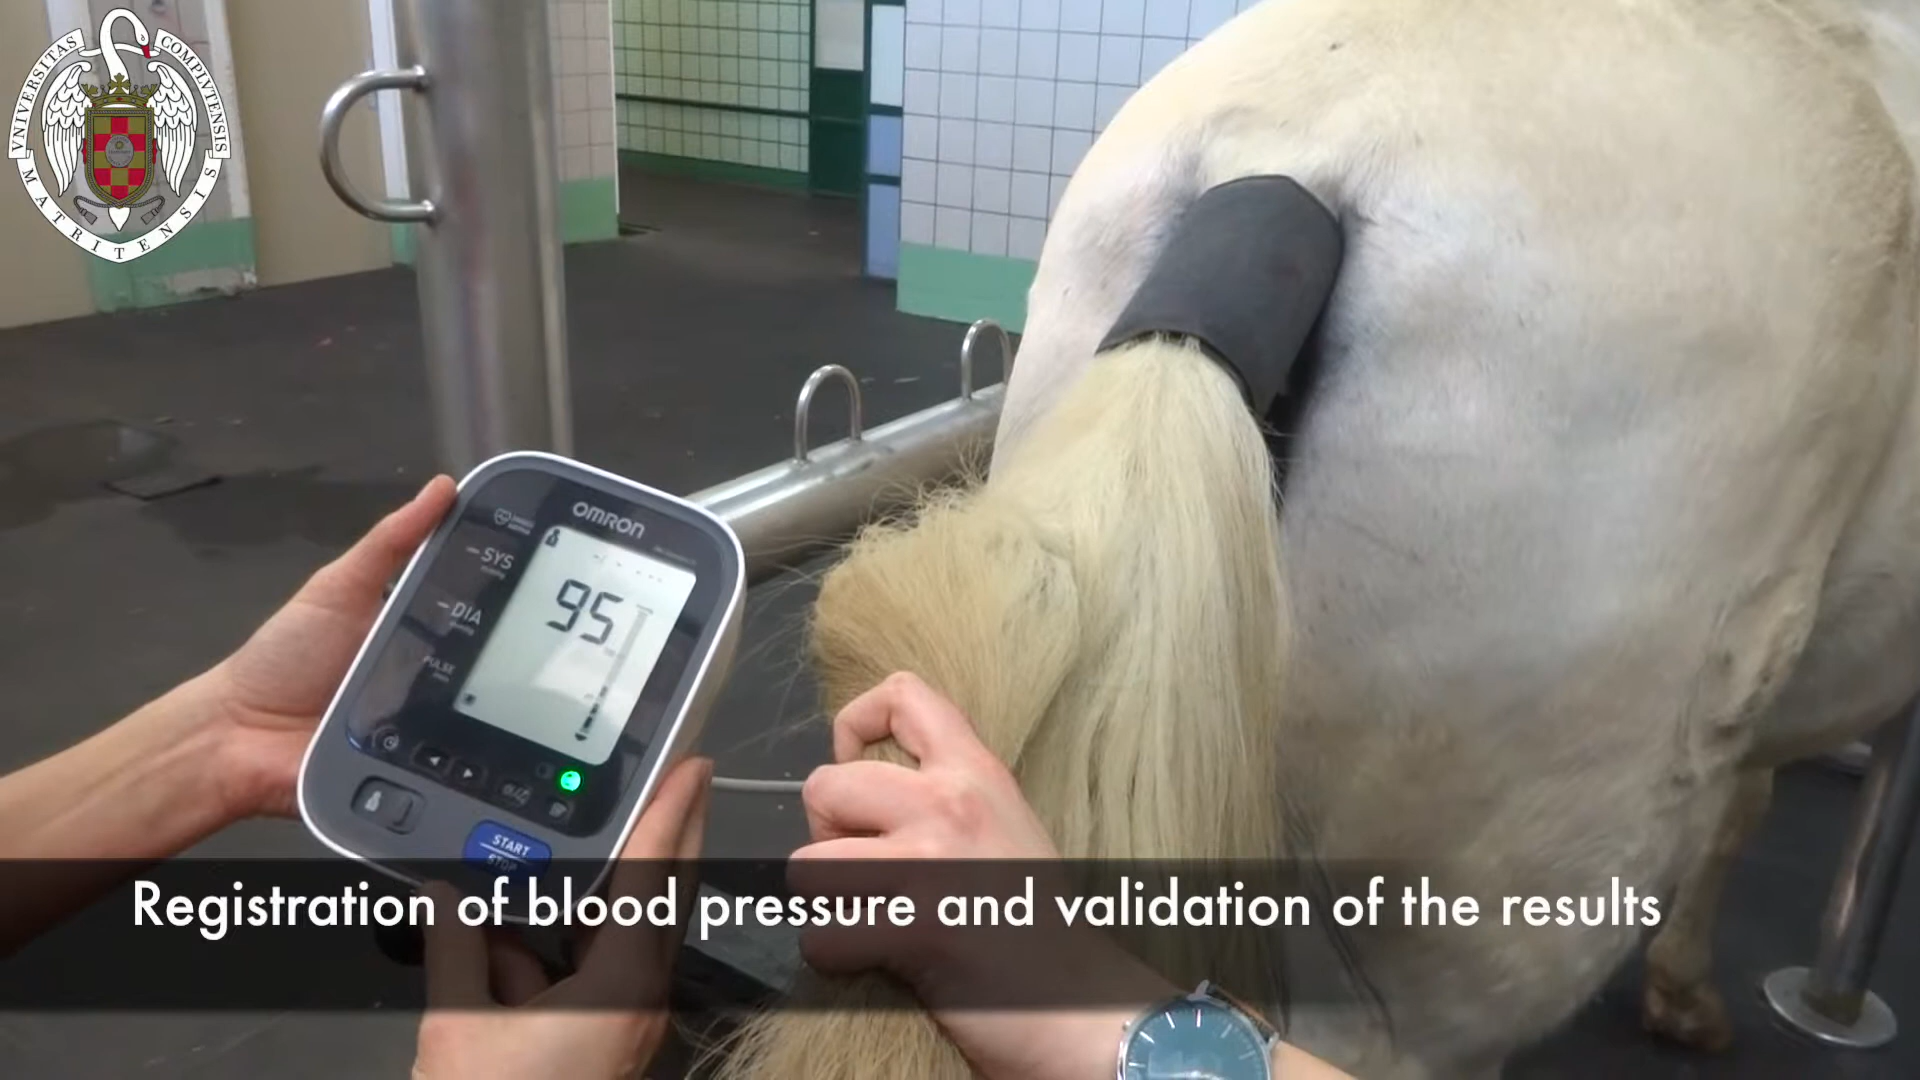 VNIVERSITAS COMPLVTENSIS
MATRITENSIS
OMRON
SYS
DIA
PULSE
95
START
STOP
Registration of blood pressure and validation of the results